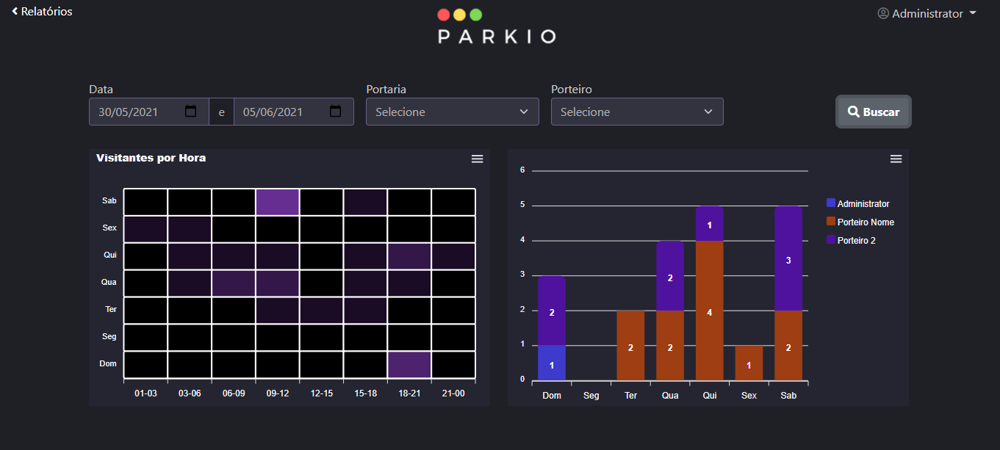 Relatórios
PARKIO
Administrator
Data
Portaria
Porteiro
30/05/2021 e 05/06/2021
Selecione
Selecione
Buscar
Visitantes por Hora
Sab
Sex
Qui
Qua
Ter
Seg
Dom
01-03 03-06 06-09 09-12 12-15 15-18 18-21 21-00
6
5
4
3
2
1
0
2
1
2
2
2
1
4
1
3
2
Dom Seg Ter Qua Qui Sex Sab
Administrator
Porteiro Nome
Porteiro 2